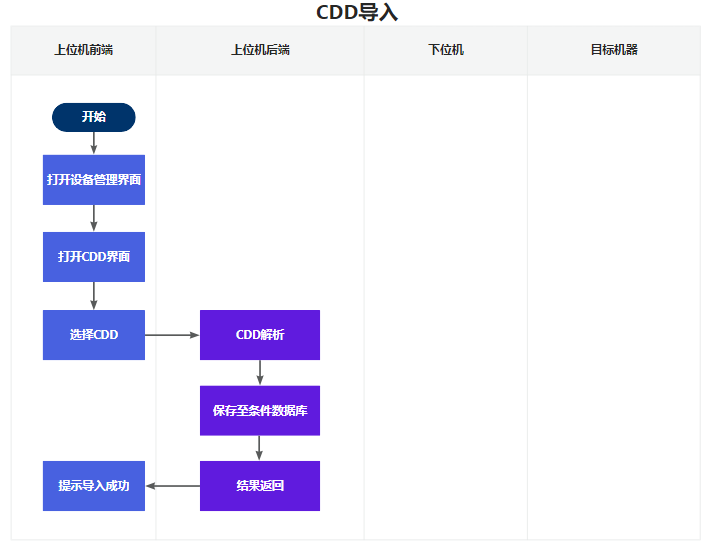 CDD导入
上位机前端
上位机后端
下位机
目标机器
开始
打开设备管理界面
打开CDD界面
选择CDD
CDD解析
保存至条件数据库
提示导入成功
结果返回